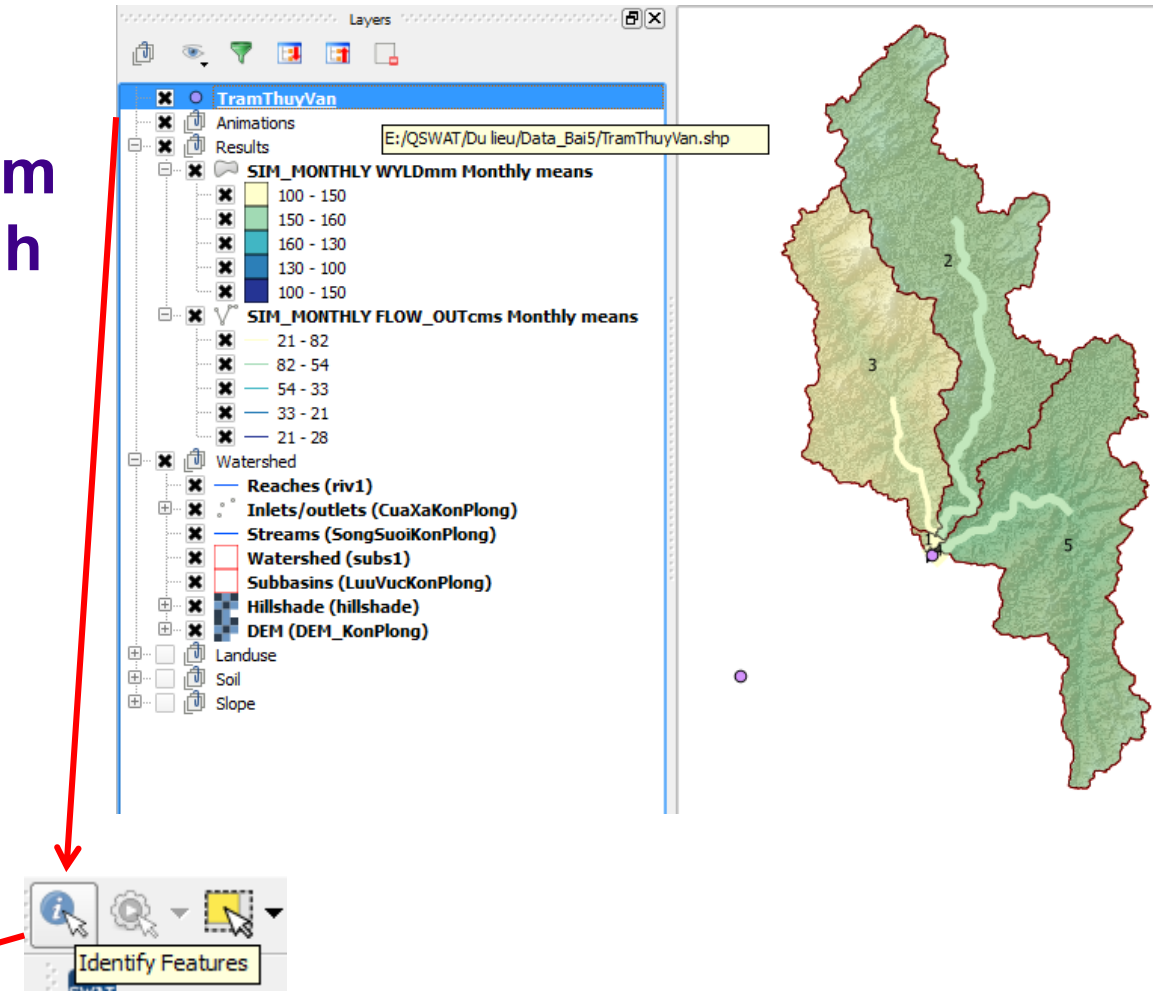 Layers
m
h
TramThuyVan
Animations
E:/QSWAT/Du lieu/Data_Bai5/TramThuyVan.shp
Results
SIM_MONTHLY WYLDmm Monthly means
100 - 150
150 - 160
160 - 130
130 - 100
100 - 150
SIM_MONTHLY FLOW_OUTcms Monthly means
21 - 82
82 - 54
54 - 33
33 - 21
21 - 28
Watershed
Reaches (riv1)
Inlets/outlets (CuaXaKonPlong)
Streams (SongSuoiKonPlong)
Watershed (subs1)
Subbasins (LuuVucKonPlong)
Hillshade (hillshade)
DEM (DEM_KonPlong)
Landuse
Soil
Slope
2
3
1
4
5
Identify Features